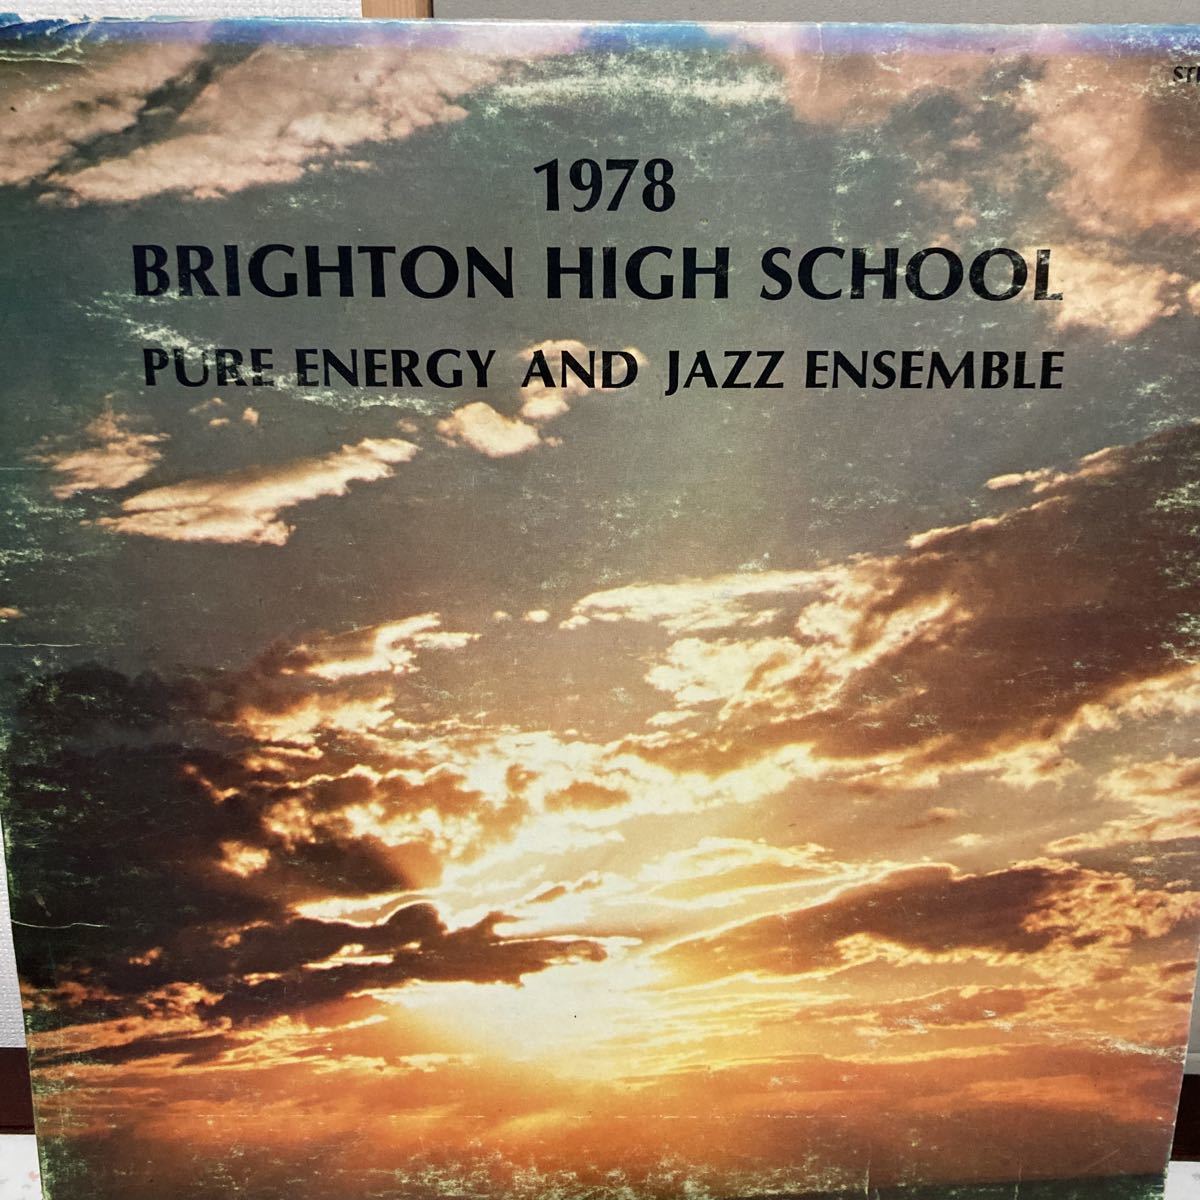 1978
BRIGHTON HIGH SCHOOL
PURE ENERGY AND JAZZ ENSEMBLE